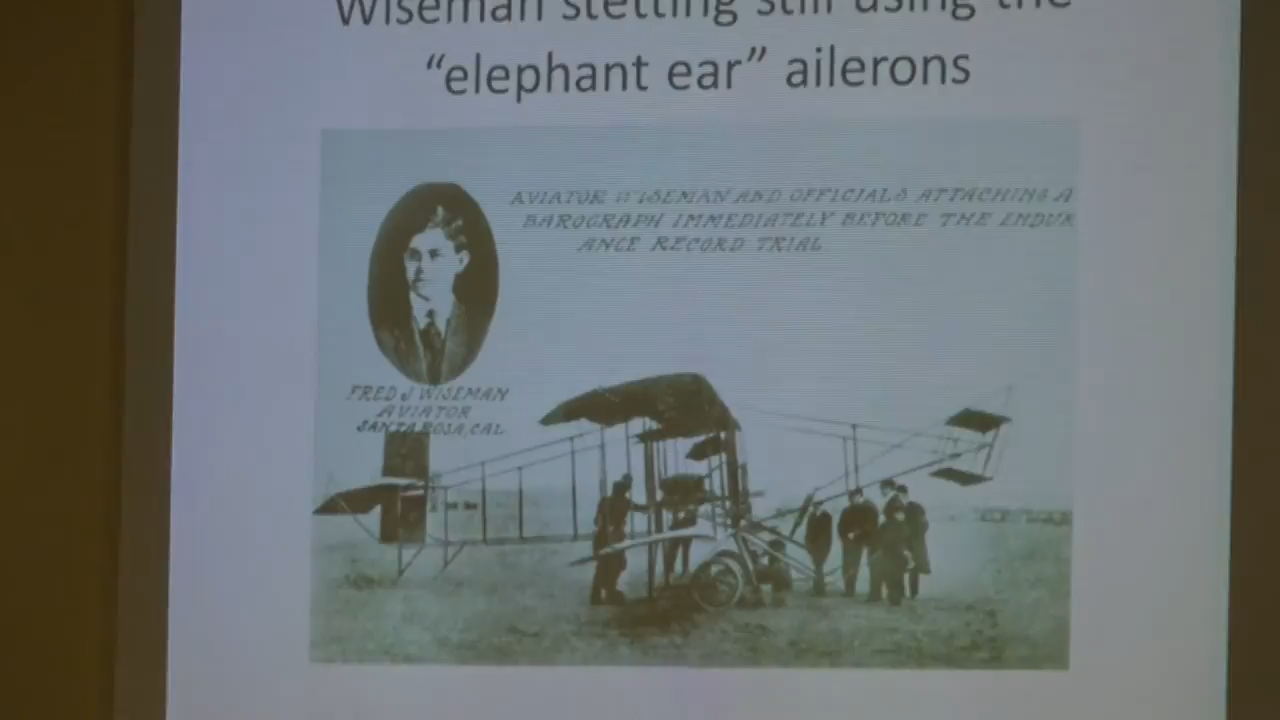 Wiseman stetting still using the
“elephant ear” ailerons
AVIATOR WISEMAN AND OFFICIALS ATTACHING A
BAROGRAPH IMMEDIATELY BEFORE THE ENDUR
ANCE RECORD TRIAL
FRED J WISEMAN
AVIATOR
SANTA ROSA, CAL.